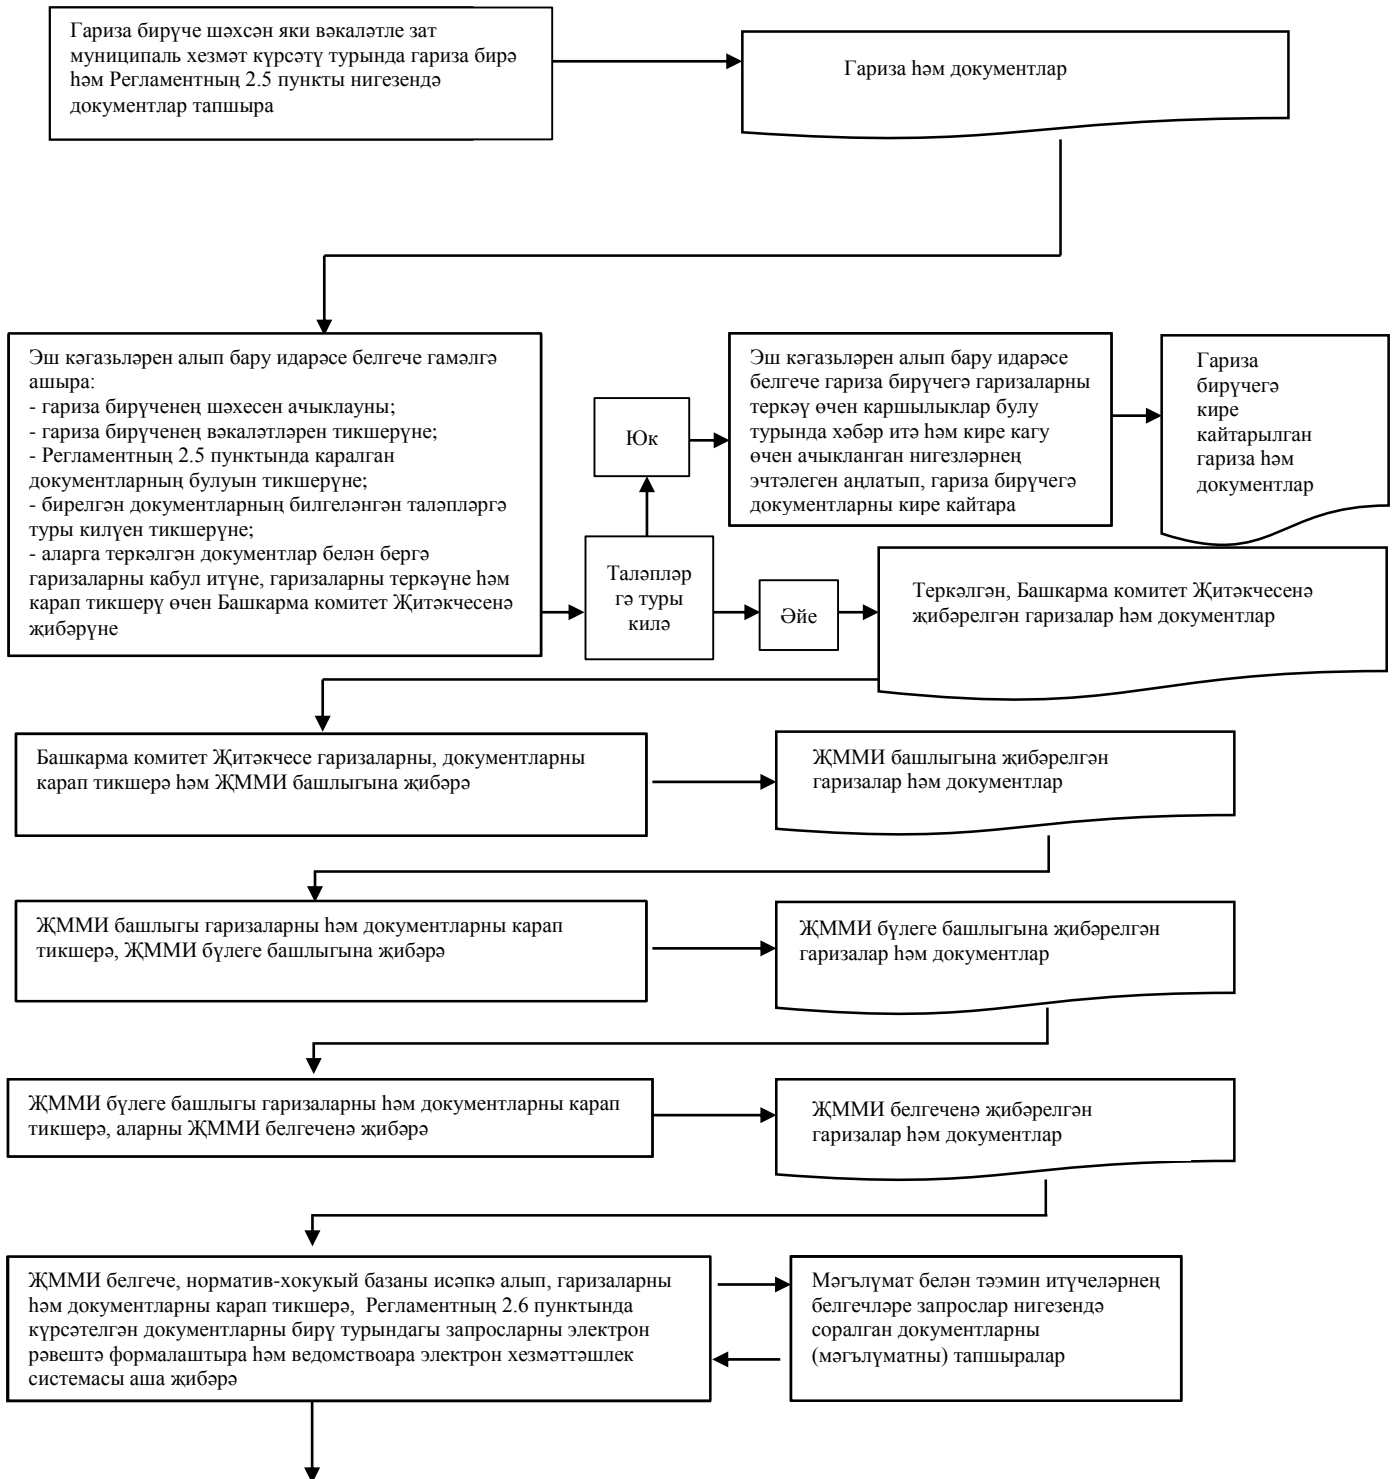 Гариза бирүче шәхсән яки вәкаләтле зат
муниципаль хезмәт күрсәтү турында гариза бирә
һәм Регламентның 2.5 пункты нигезендә
документлар тапшыра
Гариза һәм документлар
Эш кәгазьләрен алып бару идарәсе белгече гамәлгә
ашыра:
- гариза бирүченең шәхесен ачыклауны;
- гариза бирүченең вәкаләтләрен тикшерүне;
- Регламентның 2.5 пунктында каралган
документларның булуын тикшерүне;
- бирелгән документларның билгеләнгән таләпләргә
туры килүен тикшерүне;
- аларга теркәлгән документлар белән бергә
гаризаларны кабул итүне, гаризаларны теркәүне һәм
карап тикшерү өчен Башкарма комитет Җитәкчесенә
җибәрүне
Таләпләр
гә туры
килә
Юк
Эш кәгазьләрен алып бару идарәсе
белгече гариза бирүчегә гаризаларны
теркәү өчен каршылыклар булу
турында хәбәр итә һәм кире кагу
өчен ачыкланган нигезләрнең
эчтәлеген аңлатып, гариза бирүчегә
документларны кире кайтара
Гариза
бирүчегә
кире
кайтарылган
гариза һәм
документлар
Әйе
Теркәлгән, Башкарма комитет Җитәкчесенә
җибәрелгән гаризалар һәм документлар
Башкарма комитет Җитәкчесе гаризаларны, документларны
карап тикшерә һәм ҖММИ башлыгына җибәрә
ҖММИ башлыгына җибәрелгән
гаризалар һәм документлар
ҖММИ башлыгы гаризаларны һәм документларны карап
тикшерә, ҖММИ бүлеге башлыгына җибәрә
ҖММИ бүлеге башлыгына җибәрелгән
гаризалар һәм документлар
ҖММИ бүлеге башлыгы гаризаларны һәм документларны карап
тикшерә, аларны ҖММИ белгеченә җибәрә
ҖММИ белгеченә җибәрелгән
гаризалар һәм документлар
ҖММИ белгече, норматив-хокукый базаны исәпкә алып, гаризаларны
һәм документларны карап тикшерә, Регламентның 2.6 пунктында
күрсәтелгән документларны бирү турындагы запросларны электрон
рәвештә формалаштыра һәм ведомствоара электрон хезмәттәшлек
системасы аша җибәрә
Мәгълүмат белән тәэмин итүчеләрнең
белгечләре запрослар нигезендә
соралган документларны
(мәгълүматны) тапшыралар